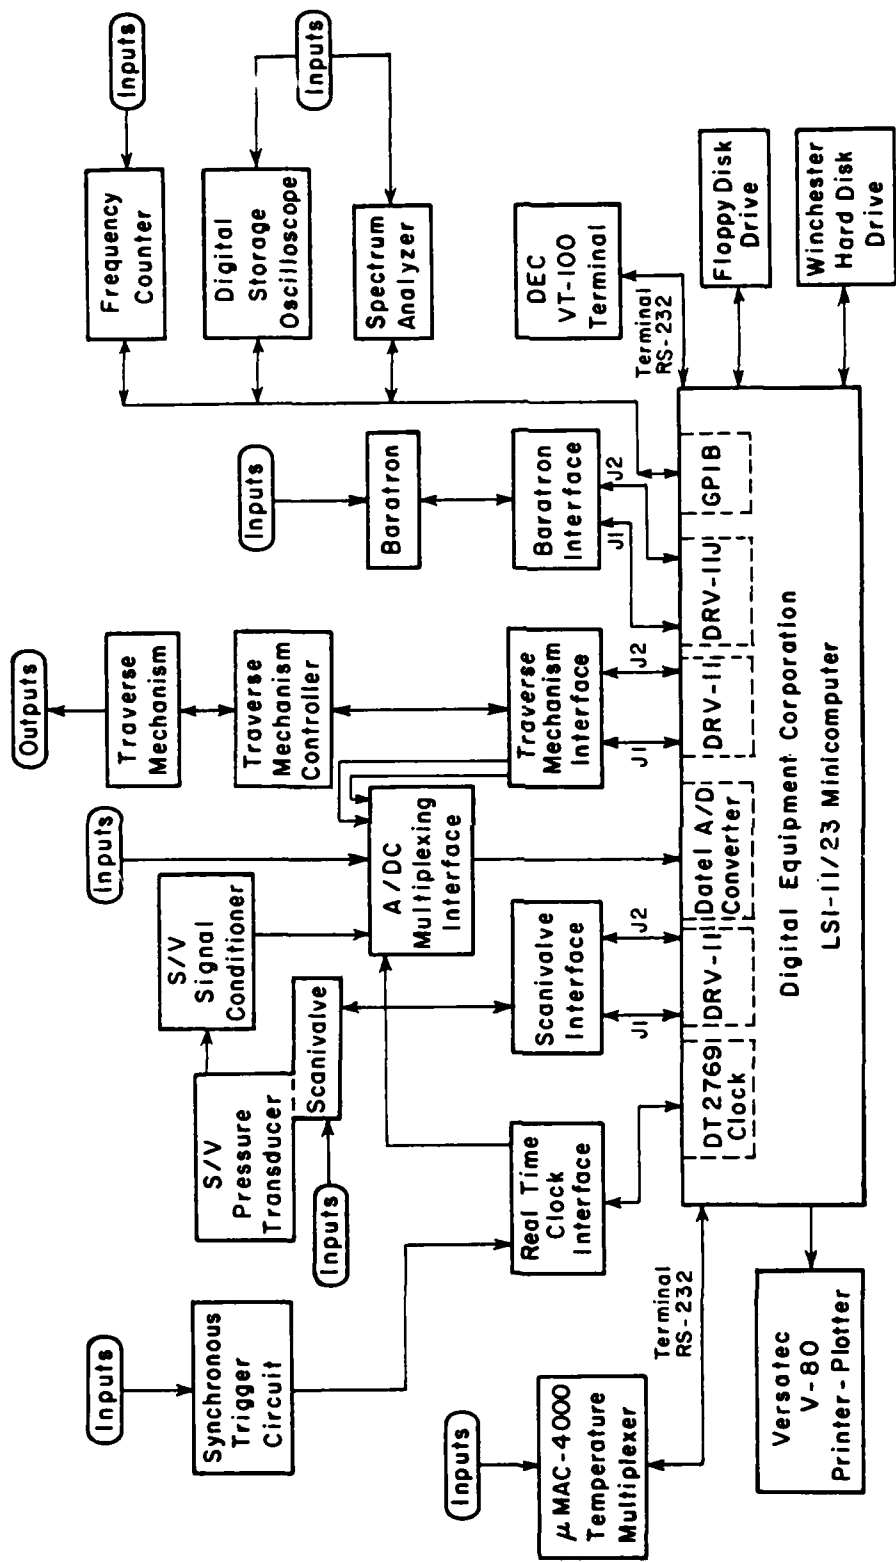 Outputs
Inputs
Inputs
Inputs
Synchronous
Trigger
Circuit
S/V
Pressure
Transducer
S/V
Signal
Conditioner
Traverse
Mechanism
Frequency
Counter
Inputs
Scanivalve
Traverse
Mechanism
Controller
Inputs
Digital
Storage
Oscilloscope
Inputs
Baratron
Spectrum
Analyzer
Inputs
A/DC
Multiplexing
Interface
μMAC-4000
Temperature
Multiplexer
Real Time
Clock
Interface
Scanivalve
Interface
Traverse
Mechanism
Interface
Baratron
Interface
DEC
VT-100
Terminal
Terminal
RS-232
J1
J2
J1
J2
J1
J2
Terminal
RS-232
DT2769
Clock
DRV-11
Datel A/D
Converter
DRV-11
DRV-11J
GPIB
Digital Equipment Corporation
LSI-11/23 Minicomputer
Versatec
V-80
Printer-Plotter
Floppy Disk
Drive
Winchester
Hard Disk
Drive